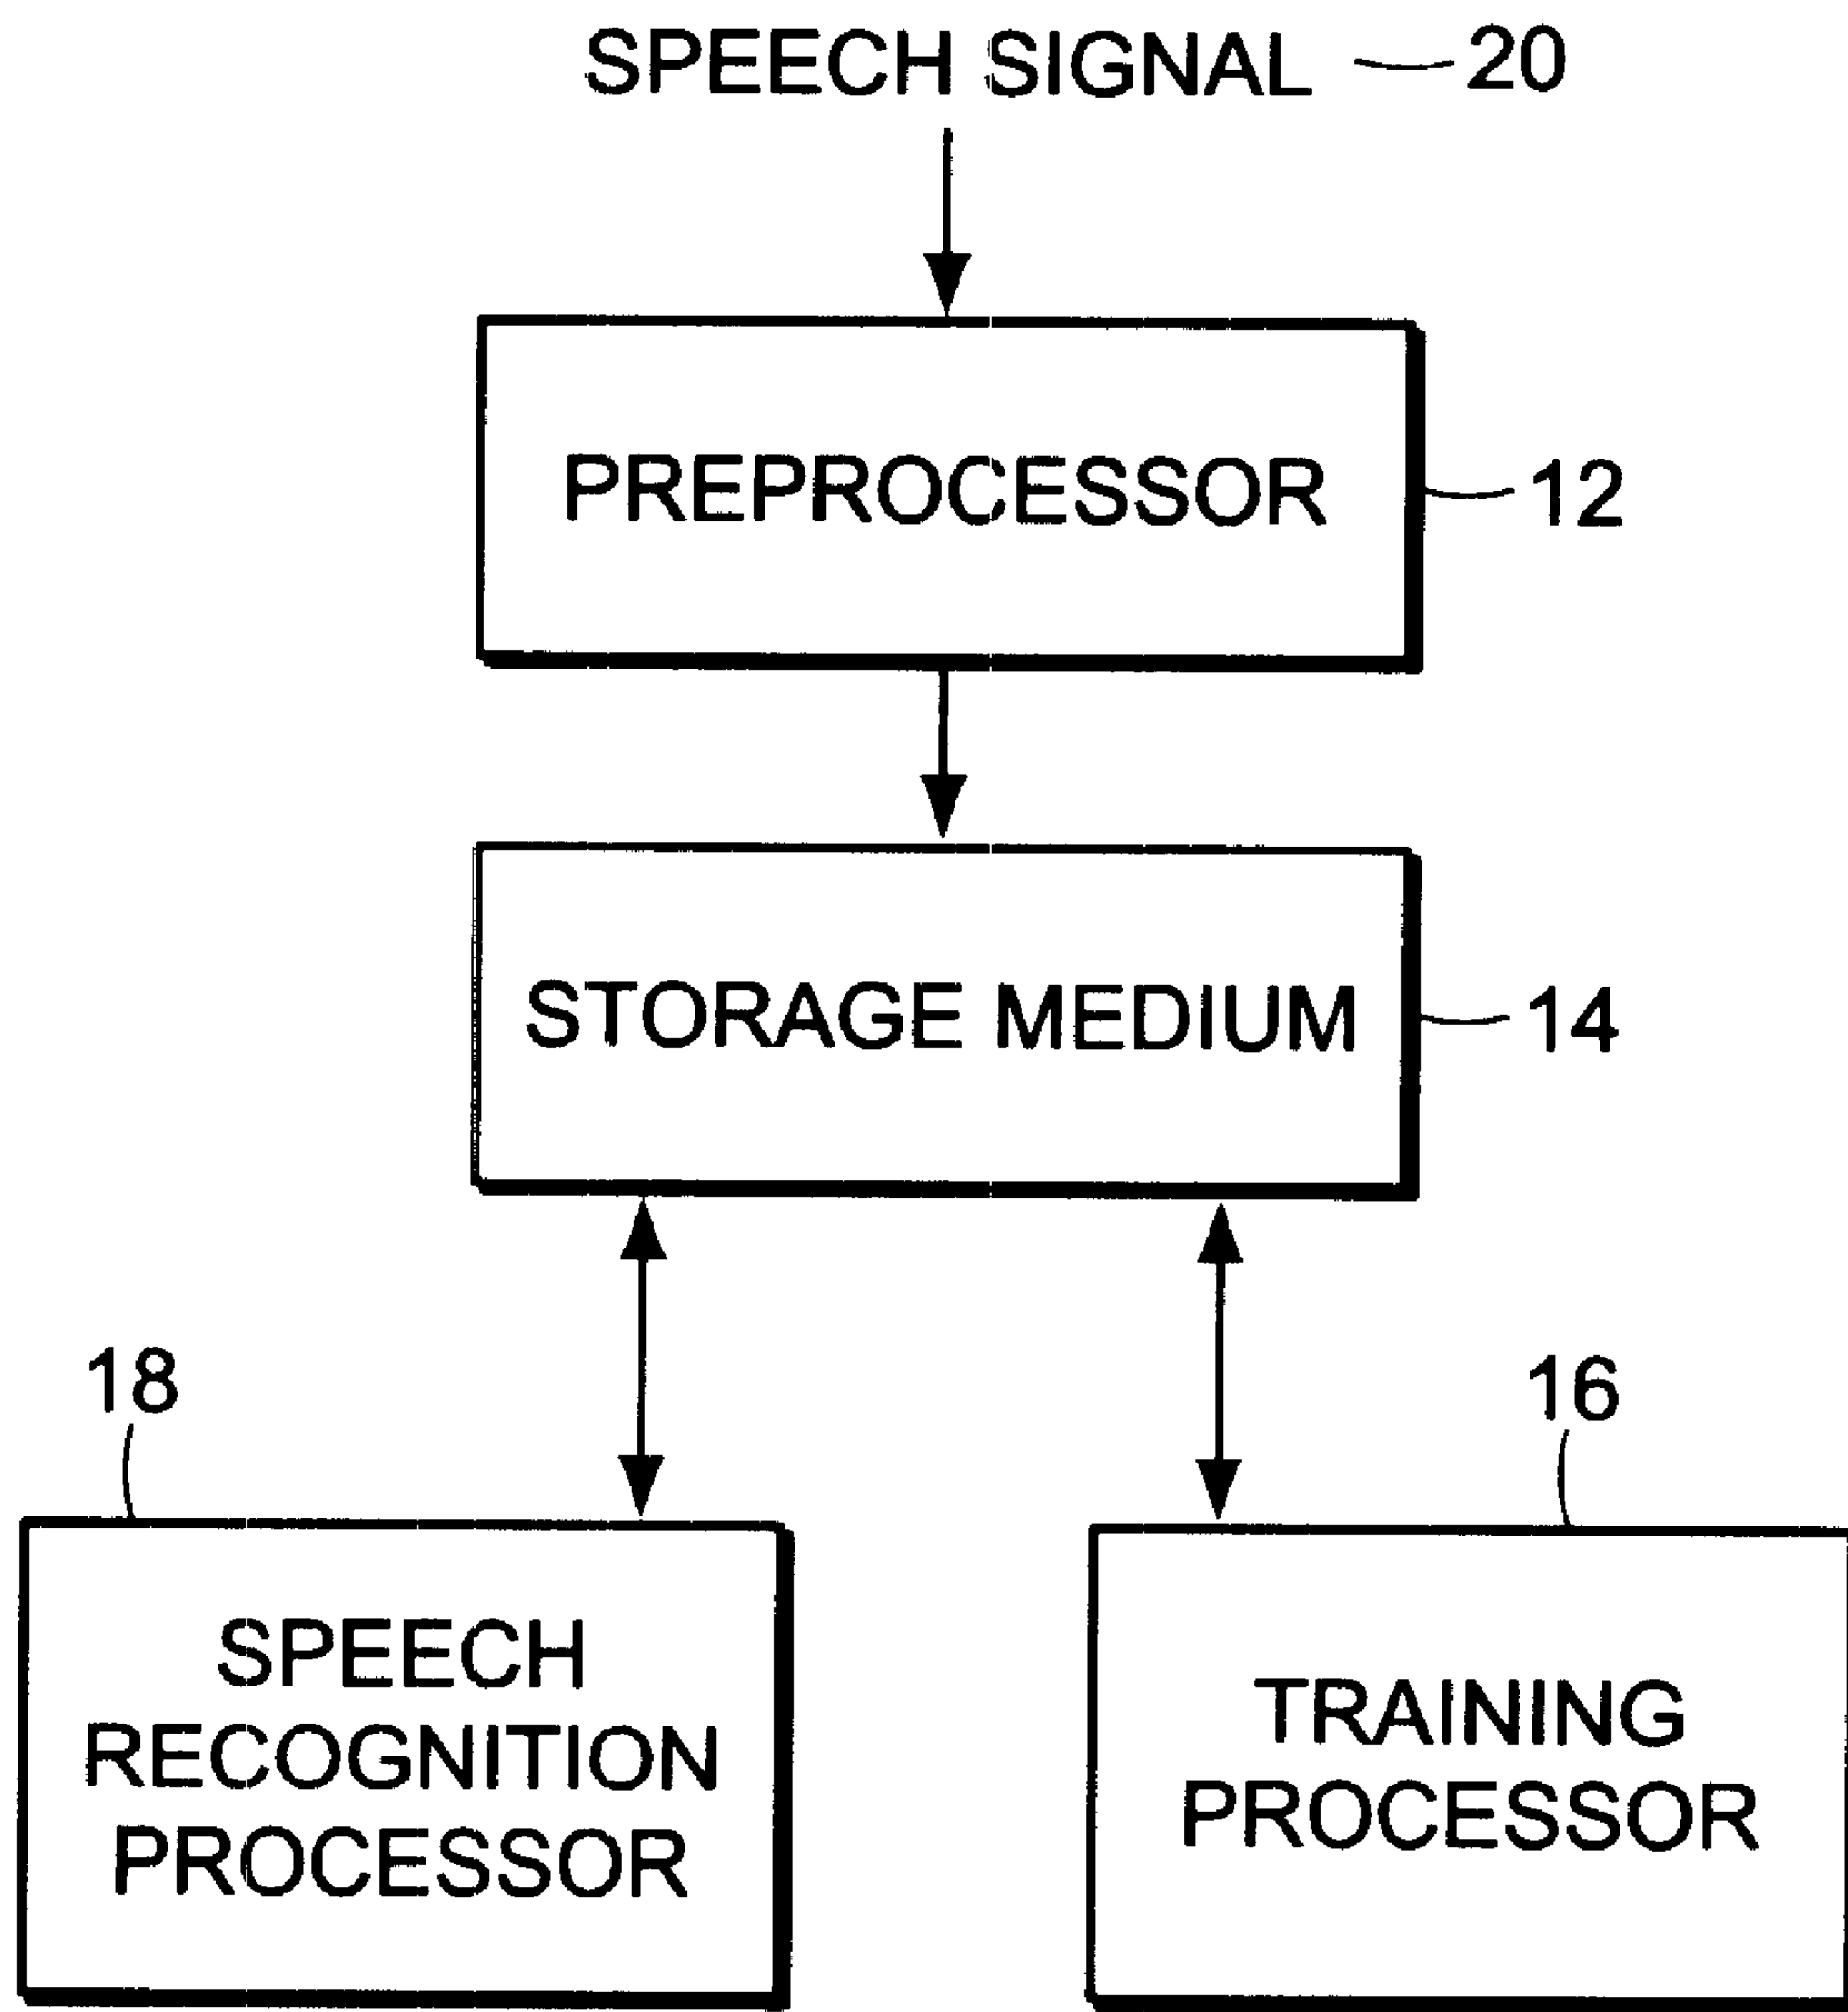 SPEECH SIGNAL 20
PREPROCESSOR 12
STORAGE MEDIUM 14
18
16
SPEECH
RECOGNITION
PROCESSOR
TRAINING
PROCESSOR